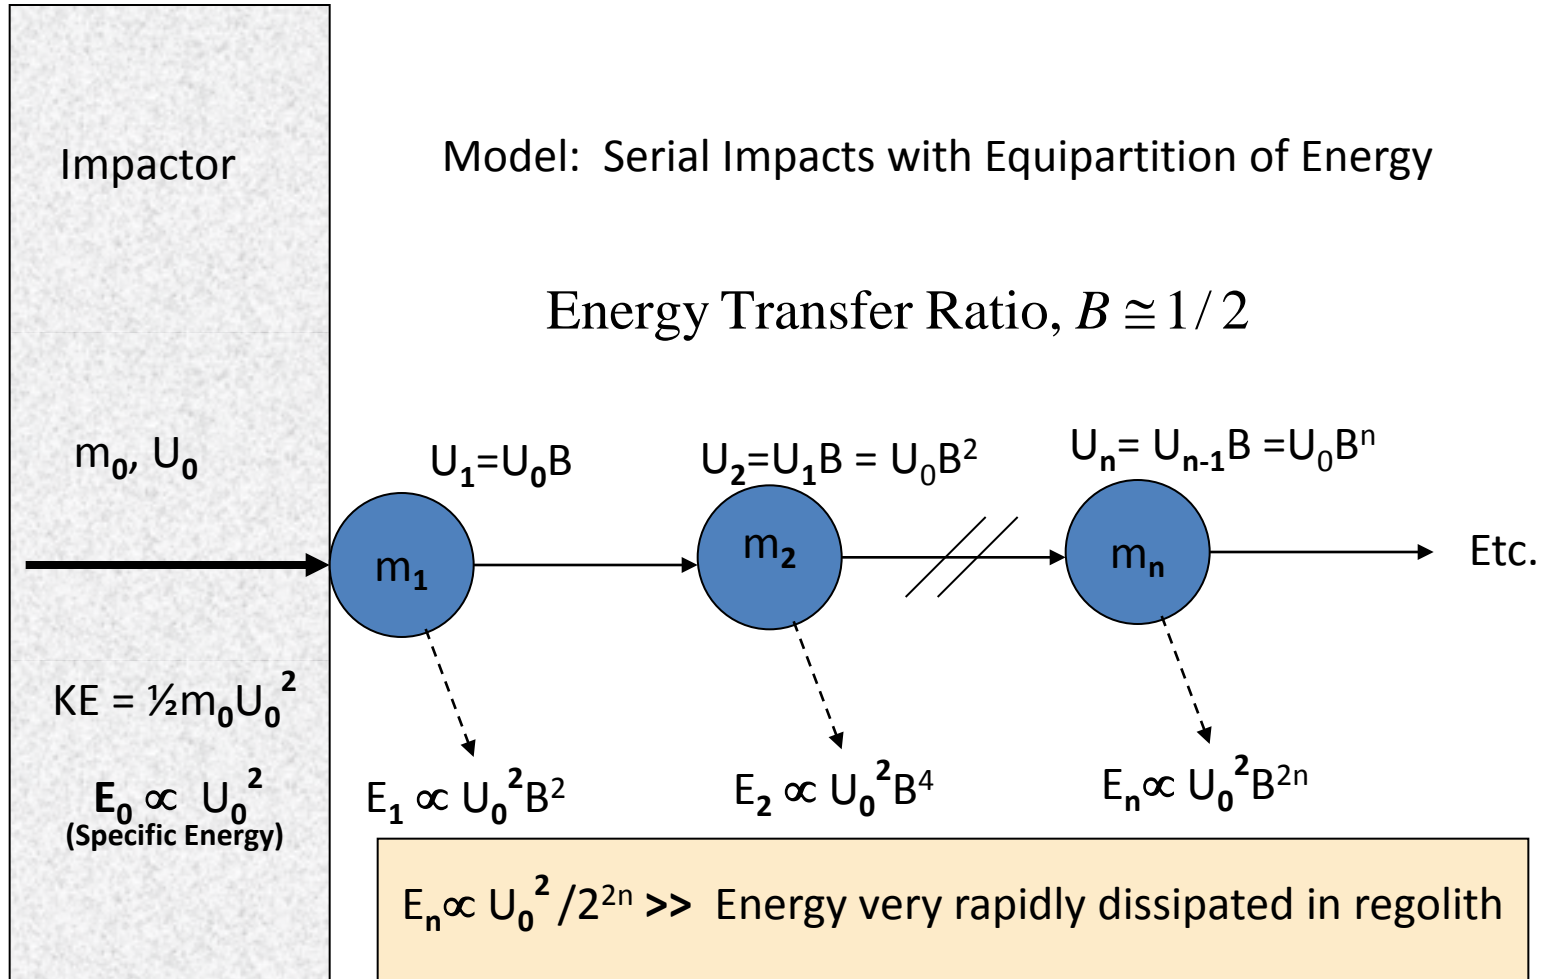 Impactor
Model: Serial Impacts with Equipartition of Energy
Energy Transfer Ratio, B ≅ 1/2
m₀, U₀
U₁=U₀B
U₂=U₁B = U₀B²
Uₙ= Uₙ₋₁B =U₀Bⁿ
m₁
m₂
mₙ
Etc.
KE = ½m₀U₀²
E₀ ∝ U₀²
(Specific Energy)
E₁ ∝ U₀²B²
E₂ ∝ U₀²B⁴
Eₙ∝ U₀²B²ⁿ
Eₙ∝ U₀²/2²ⁿ >> Energy very rapidly dissipated in regolith